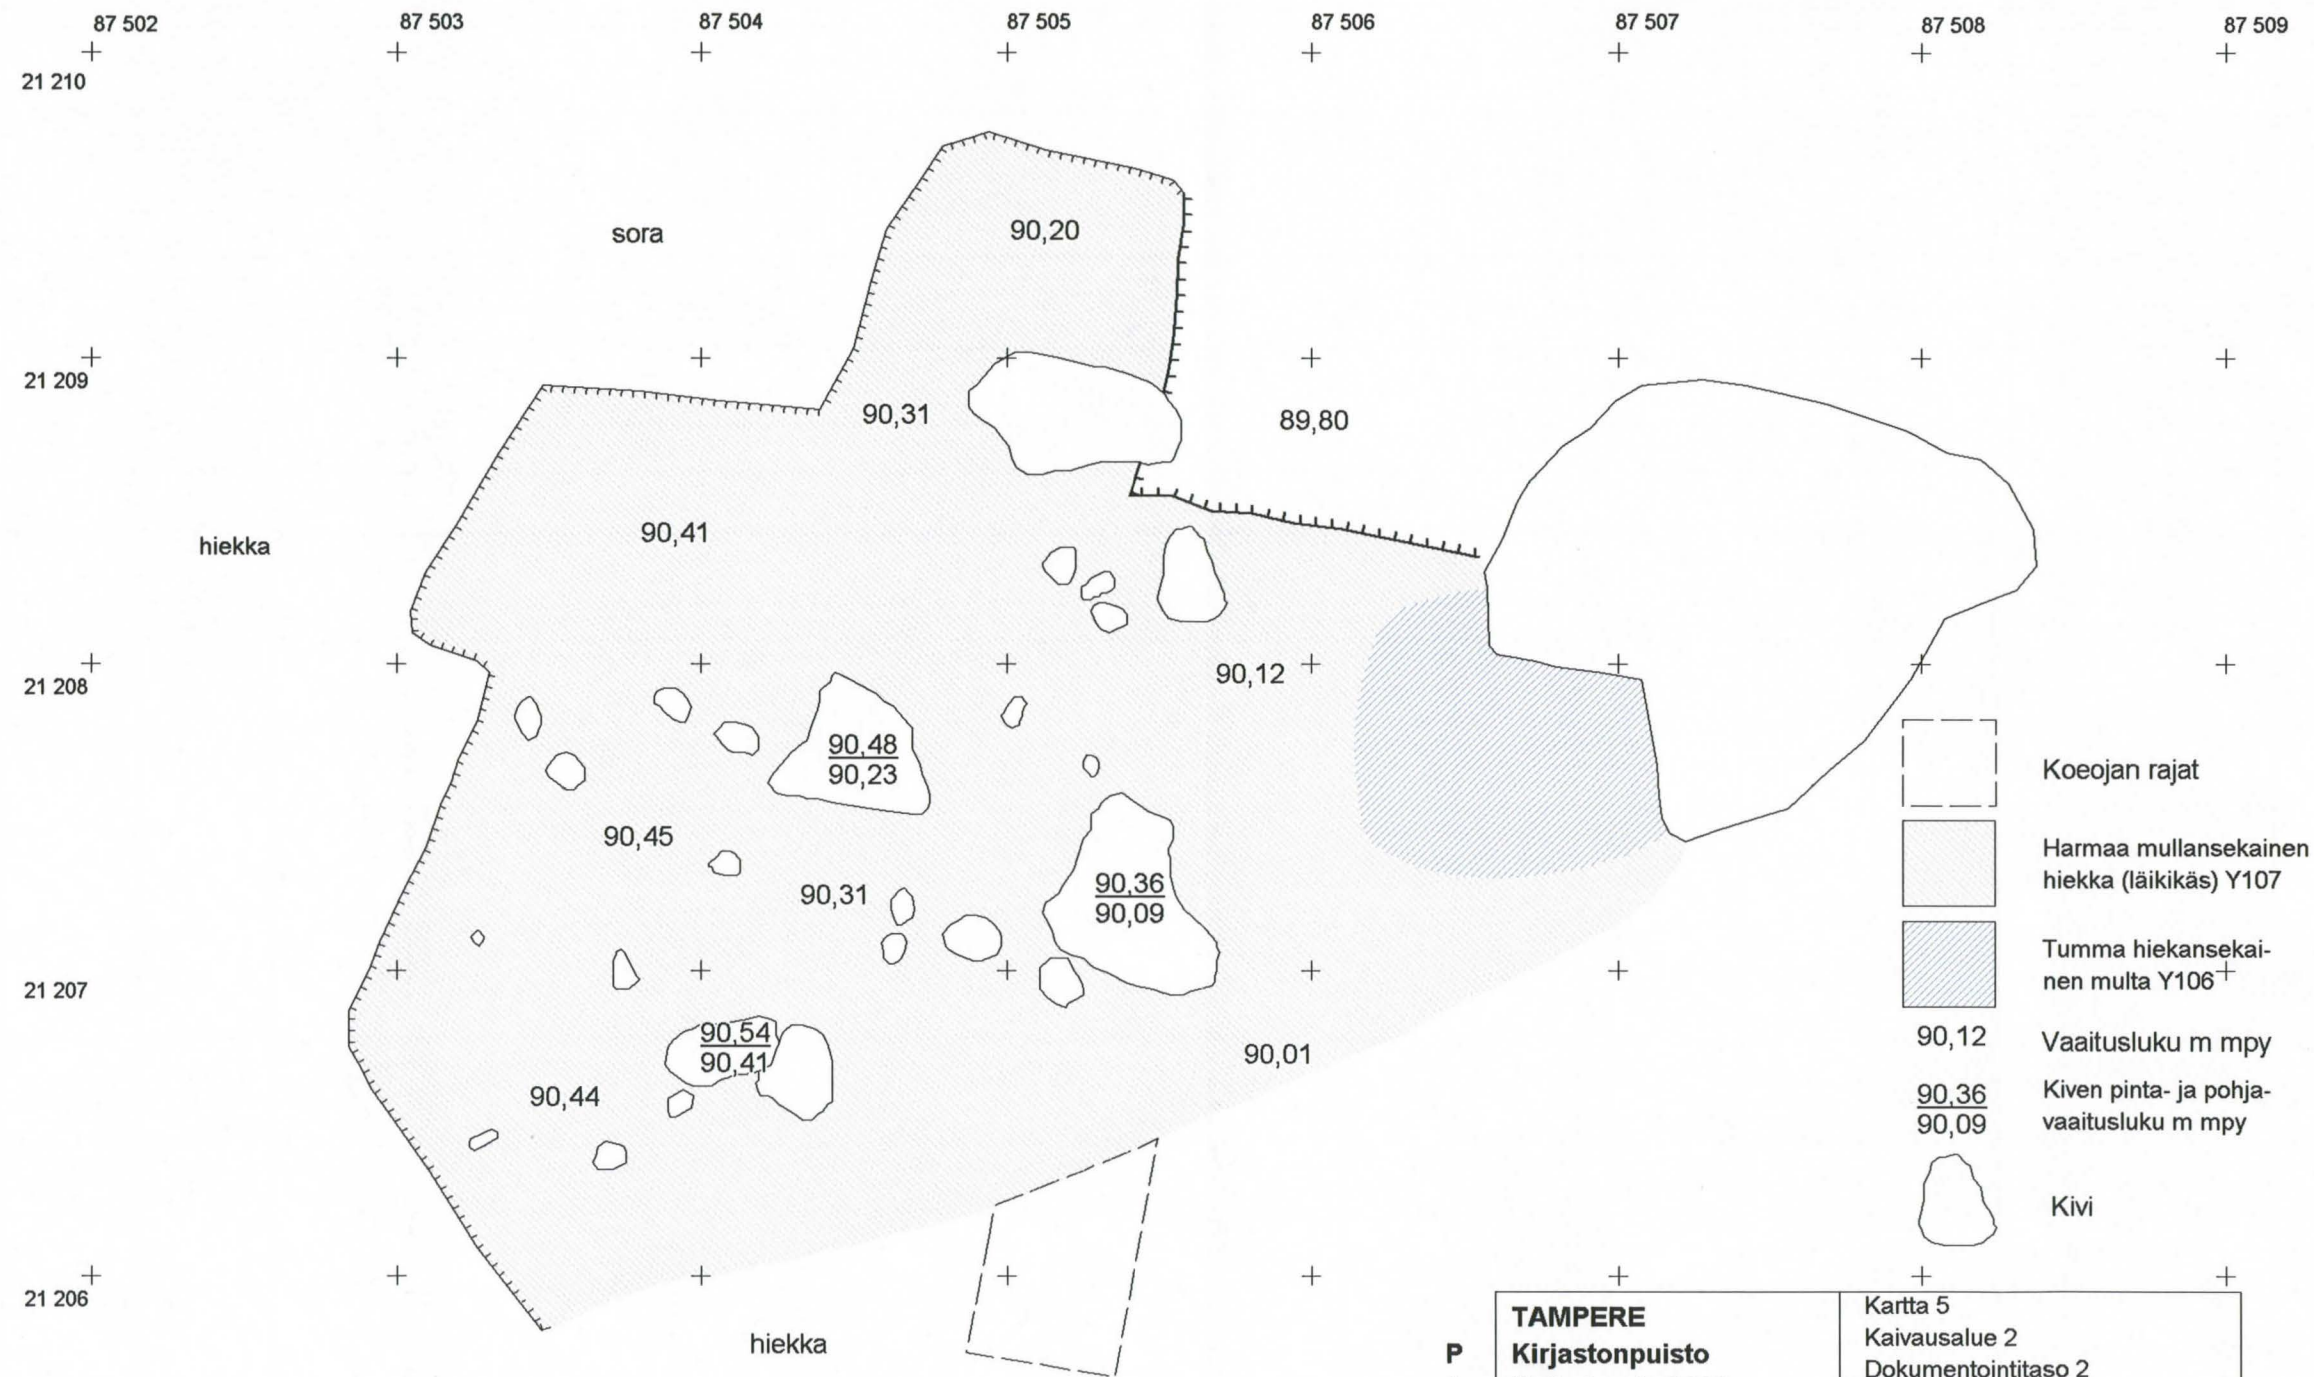 87 502 87 503 87 504 87 505 87 506 87 507 87 508 87 509
21 210
sora
90,20
21 209
90,31
89,80
hiekka
90,41
21 208
90,12
90,48
90,23
90,45
90,31
90,36
90,09
21 207
90,54
90,41
90,01
90,44
21 206
hiekka
Koeojan rajat
Harmaa mullansekainen
hiekka (läikikäs) Y107
Tumma hiekansekai-
nen multa Y106
90,12 Vaaitusluku m mpy
90,36
90,09
Kiven pinta- ja pohja-
vaaitusluku m mpy
Kivi
P
TAMPERE
Kirjastonpuisto
Kartta 5
Kaivausalue 2
Dokumentointitaso 2